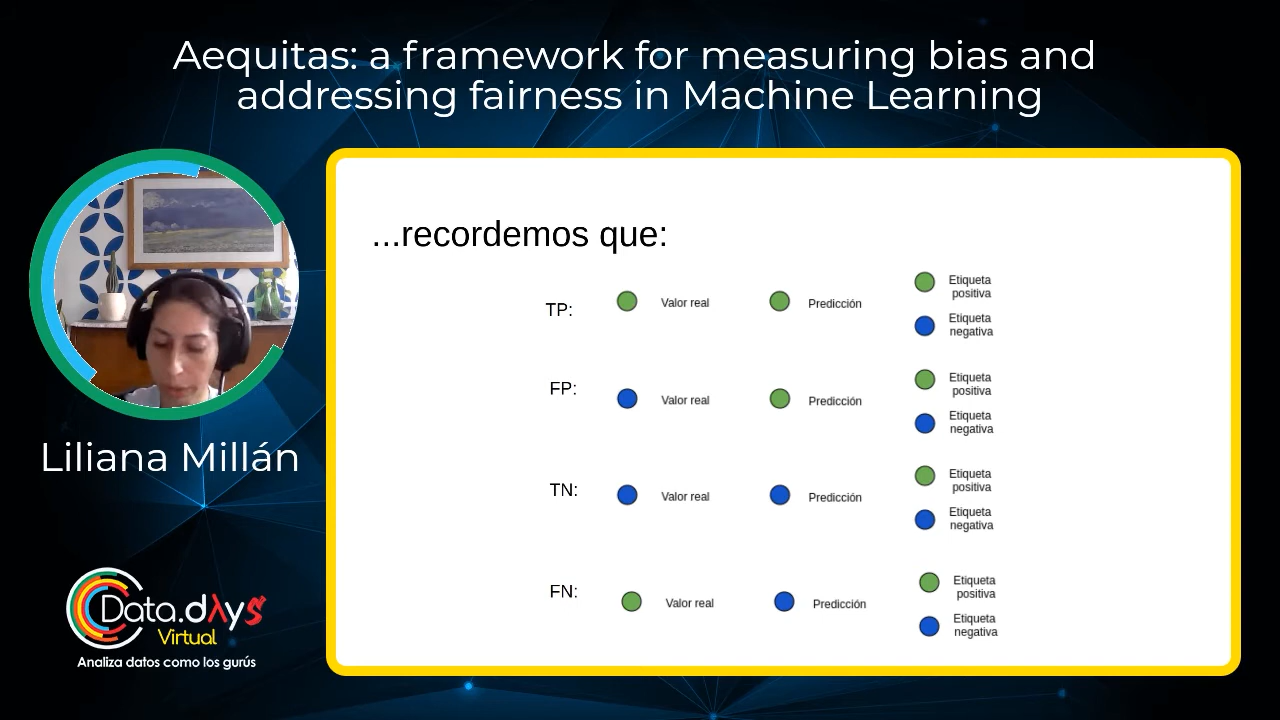 Aequitas: a framework for measuring bias and
addressing fairness in Machine Learning
Liliana Millán
Data.dAyS
Virtual
Analiza datos como los gurús
...recordemos que:
TP:
Valor real
Predicción
Etiqueta
positiva
Etiqueta
negativa
FP:
Valor real
Predicción
Etiqueta
positiva
Etiqueta
negativa
TN:
Valor real
Predicción
Etiqueta
positiva
Etiqueta
negativa
FN:
Valor real
Predicción
Etiqueta
positiva
Etiqueta
negativa